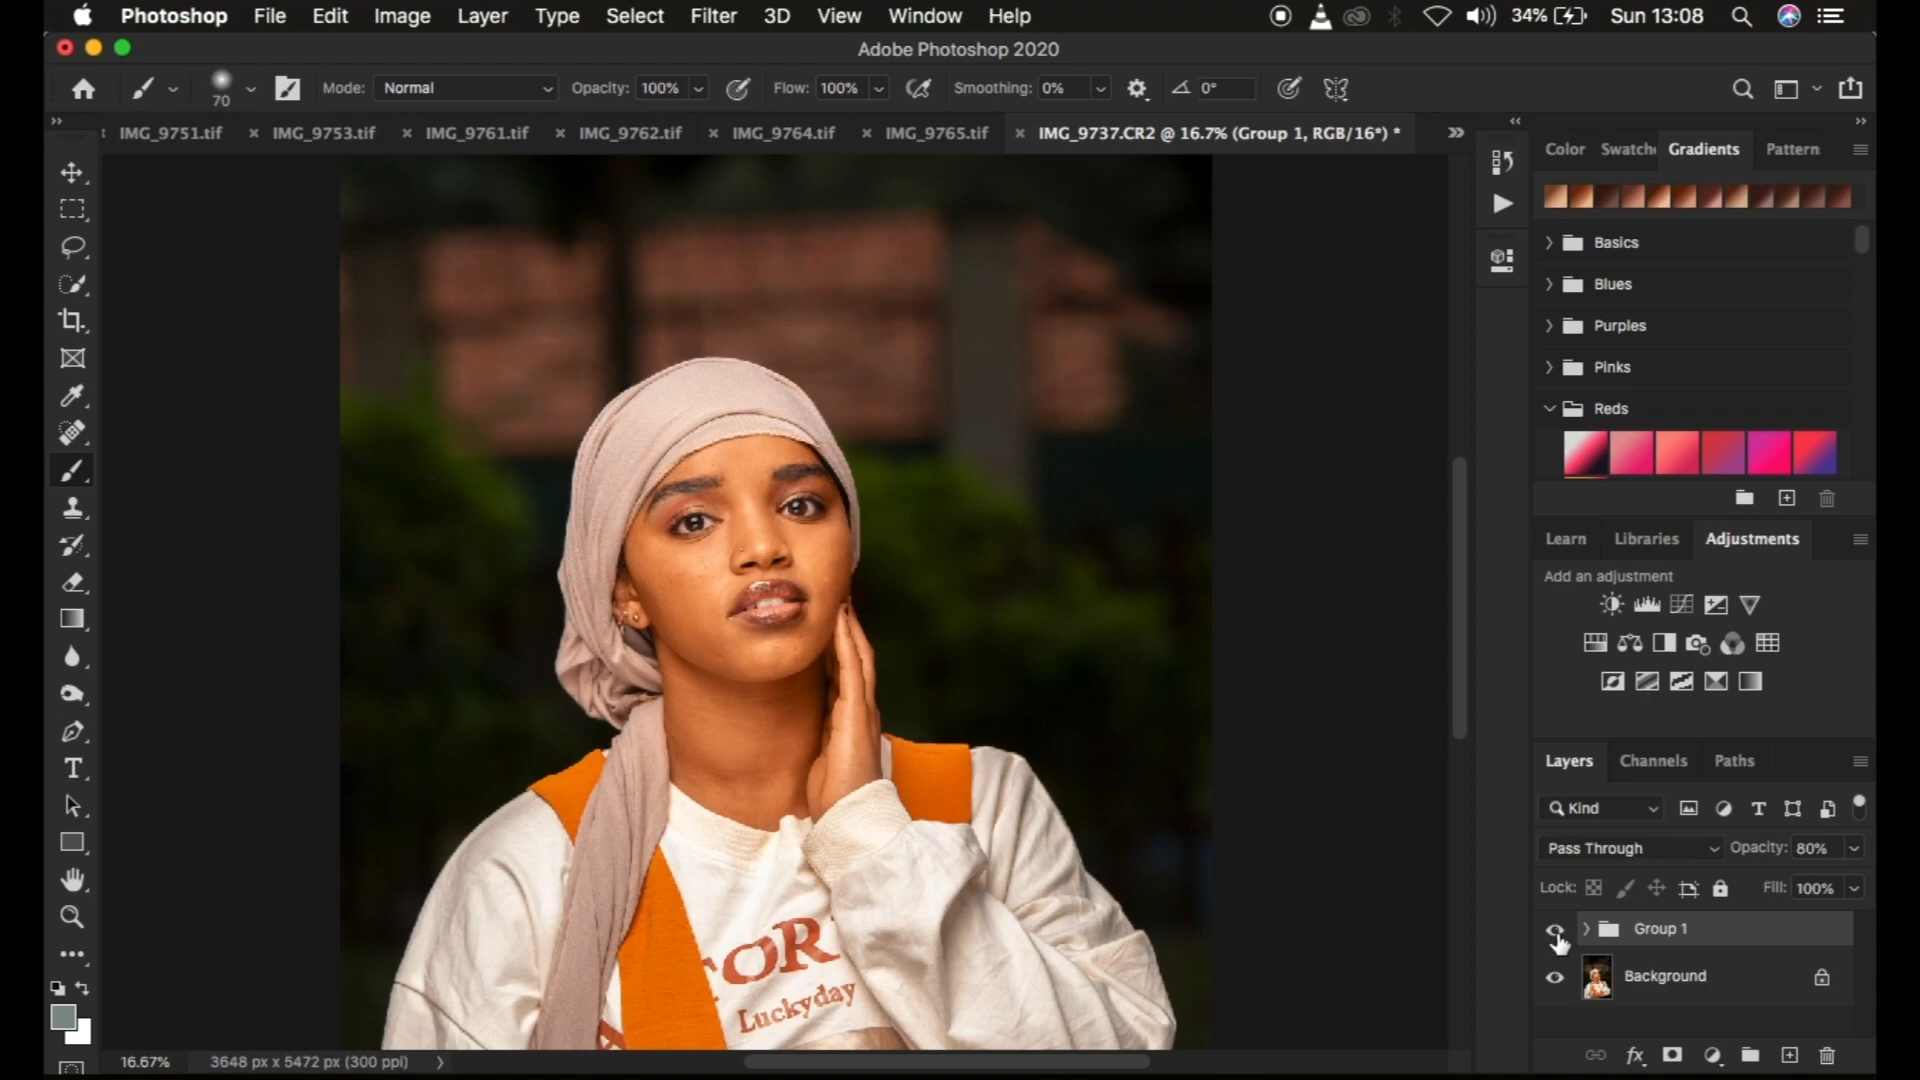 Photoshop File Edit Image Layer Type Select Filter 3D View Window Help 34% Sun 13:08
Adobe Photoshop 2020
70 Mode: Normal Opacity: 100% Flow: 100% Smoothing: 0% 0°
IMG_9751.tif × IMG_9753.tif × IMG_9761.tif × IMG_9762.tif × IMG_9764.tif × IMG_9765.tif × IMG_9737.CR2 @ 16.7% (Group 1, RGB/16*) *
Color Swatche Gradients Pattern
Basics
Blues
Purples
Pinks
Reds
Learn Libraries Adjustments
Add an adjustment
Layers Channels Paths
Kind
Pass Through Opacity: 80%
Lock: Fill: 100%
Group 1
Background
TOR
Luckyday
16.67% 3648 px x 5472 px (300 ppi)